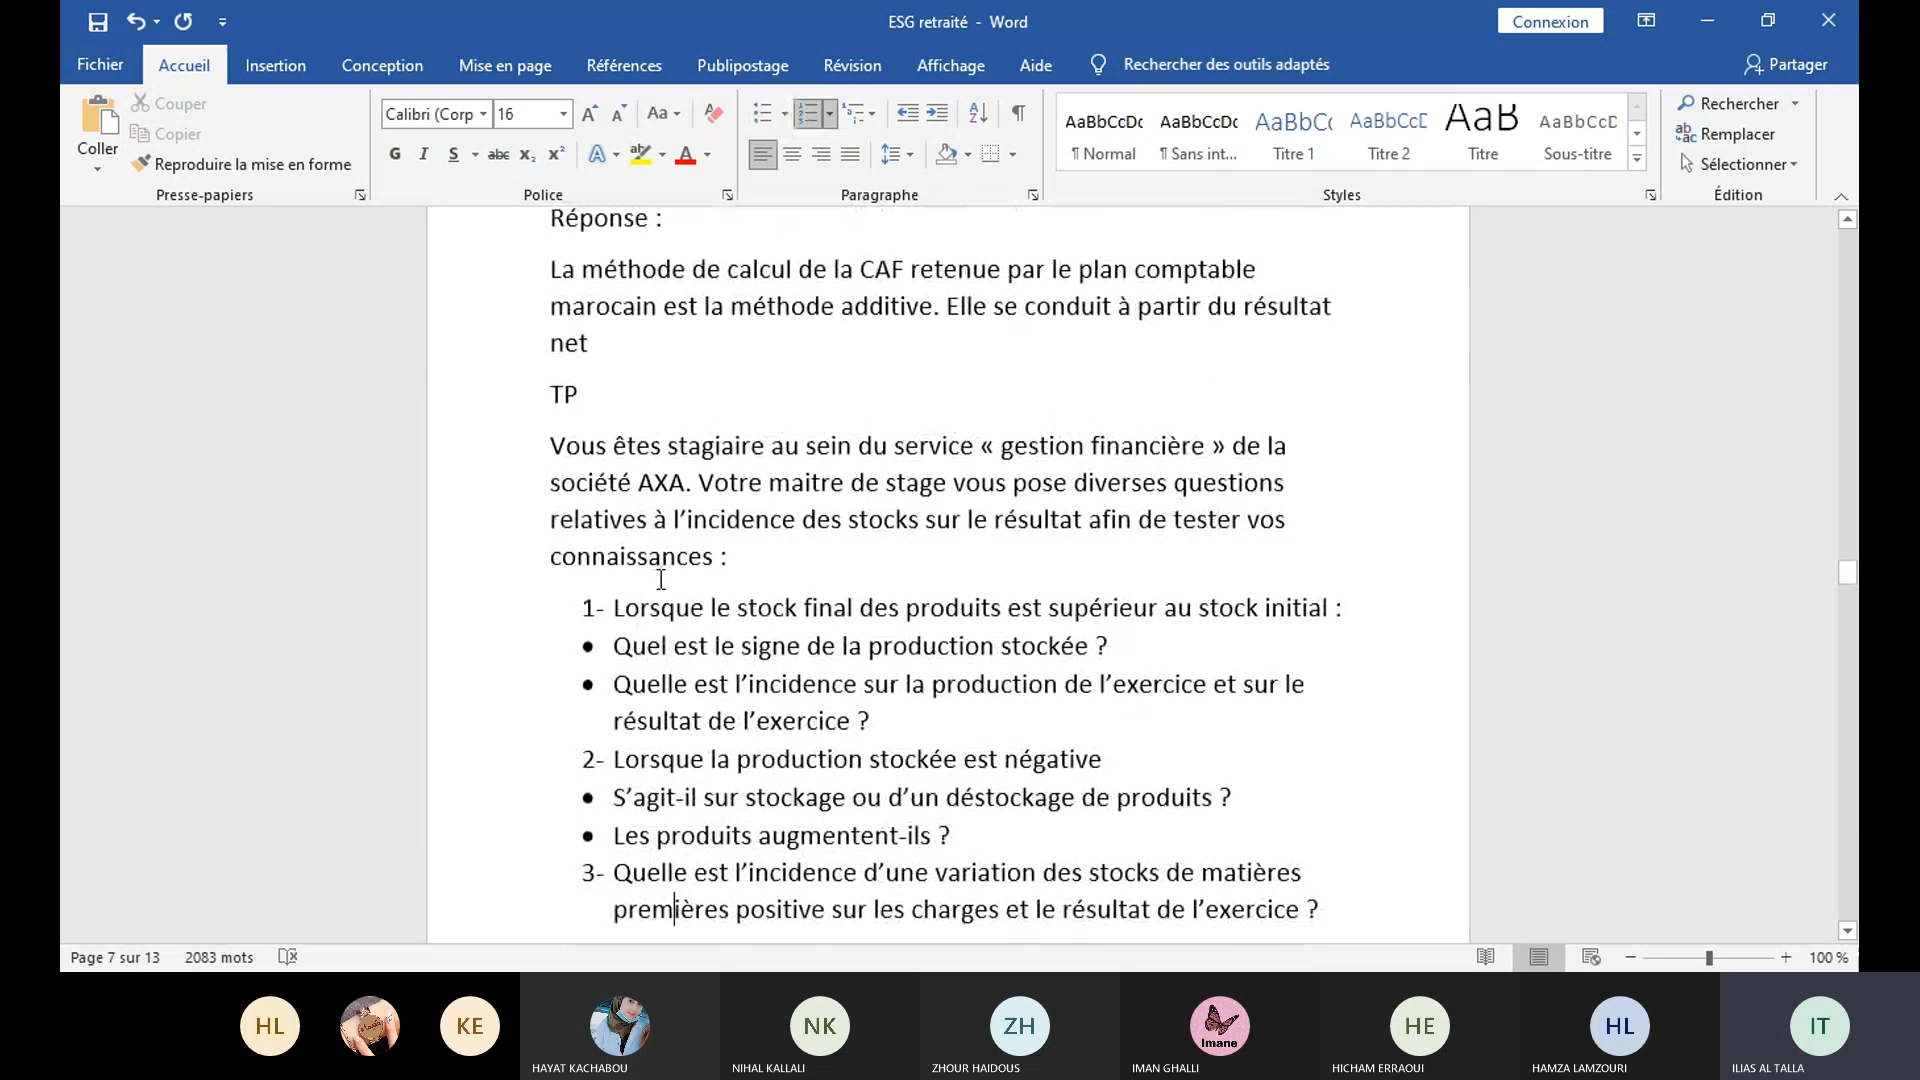 ESG retraité - Word
Connexion
Fichier
Accueil
Insertion
Conception
Mise en page
Références
Publipostage
Révision
Affichage
Aide
Rechercher des outils adaptés
Partager
Coller
Couper
Copier
Reproduire la mise en forme
Presse-papiers
Calibri (Corp
16
Aa
G I S abc x₂ x²
A
Police
Paragraphe
AaBbCcDc
¶ Normal
AaBbCcDc
¶ Sans int...
AaBbCc
Titre 1
AaBbCcC
Titre 2
AaB
Titre
AaBbCcD
Sous-titre
Styles
Rechercher
Remplacer
Sélectionner
Édition
Réponse :
La méthode de calcul de la CAF retenue par le plan comptable
marocain est la méthode additive. Elle se conduit à partir du résultat
net
TP
Vous êtes stagiaire au sein du service « gestion financière » de la
société AXA. Votre maitre de stage vous pose diverses questions
relatives à l’incidence des stocks sur le résultat afin de tester vos
connaissances :
1- Lorsque le stock final des produits est supérieur au stock initial :
• Quel est le signe de la production stockée ?
• Quelle est l’incidence sur la production de l’exercice et sur le
résultat de l’exercice ?
2- Lorsque la production stockée est négative
• S’agit-il sur stockage ou d’un déstockage de produits ?
• Les produits augmentent-ils ?
3- Quelle est l’incidence d’une variation des stocks de matières
premières positive sur les charges et le résultat de l’exercice ?
Page 7 sur 13
2083 mots
100 %
HL
KE
HAYAT KACHABOU
NK
NIHAL KALLALI
ZH
ZHOUR HAIDOUS
Imane
IMAN GHALLI
HE
HICHAM ERRAOUI
HL
HAMZA LAMZOURI
IT
ILIAS AL TALLA